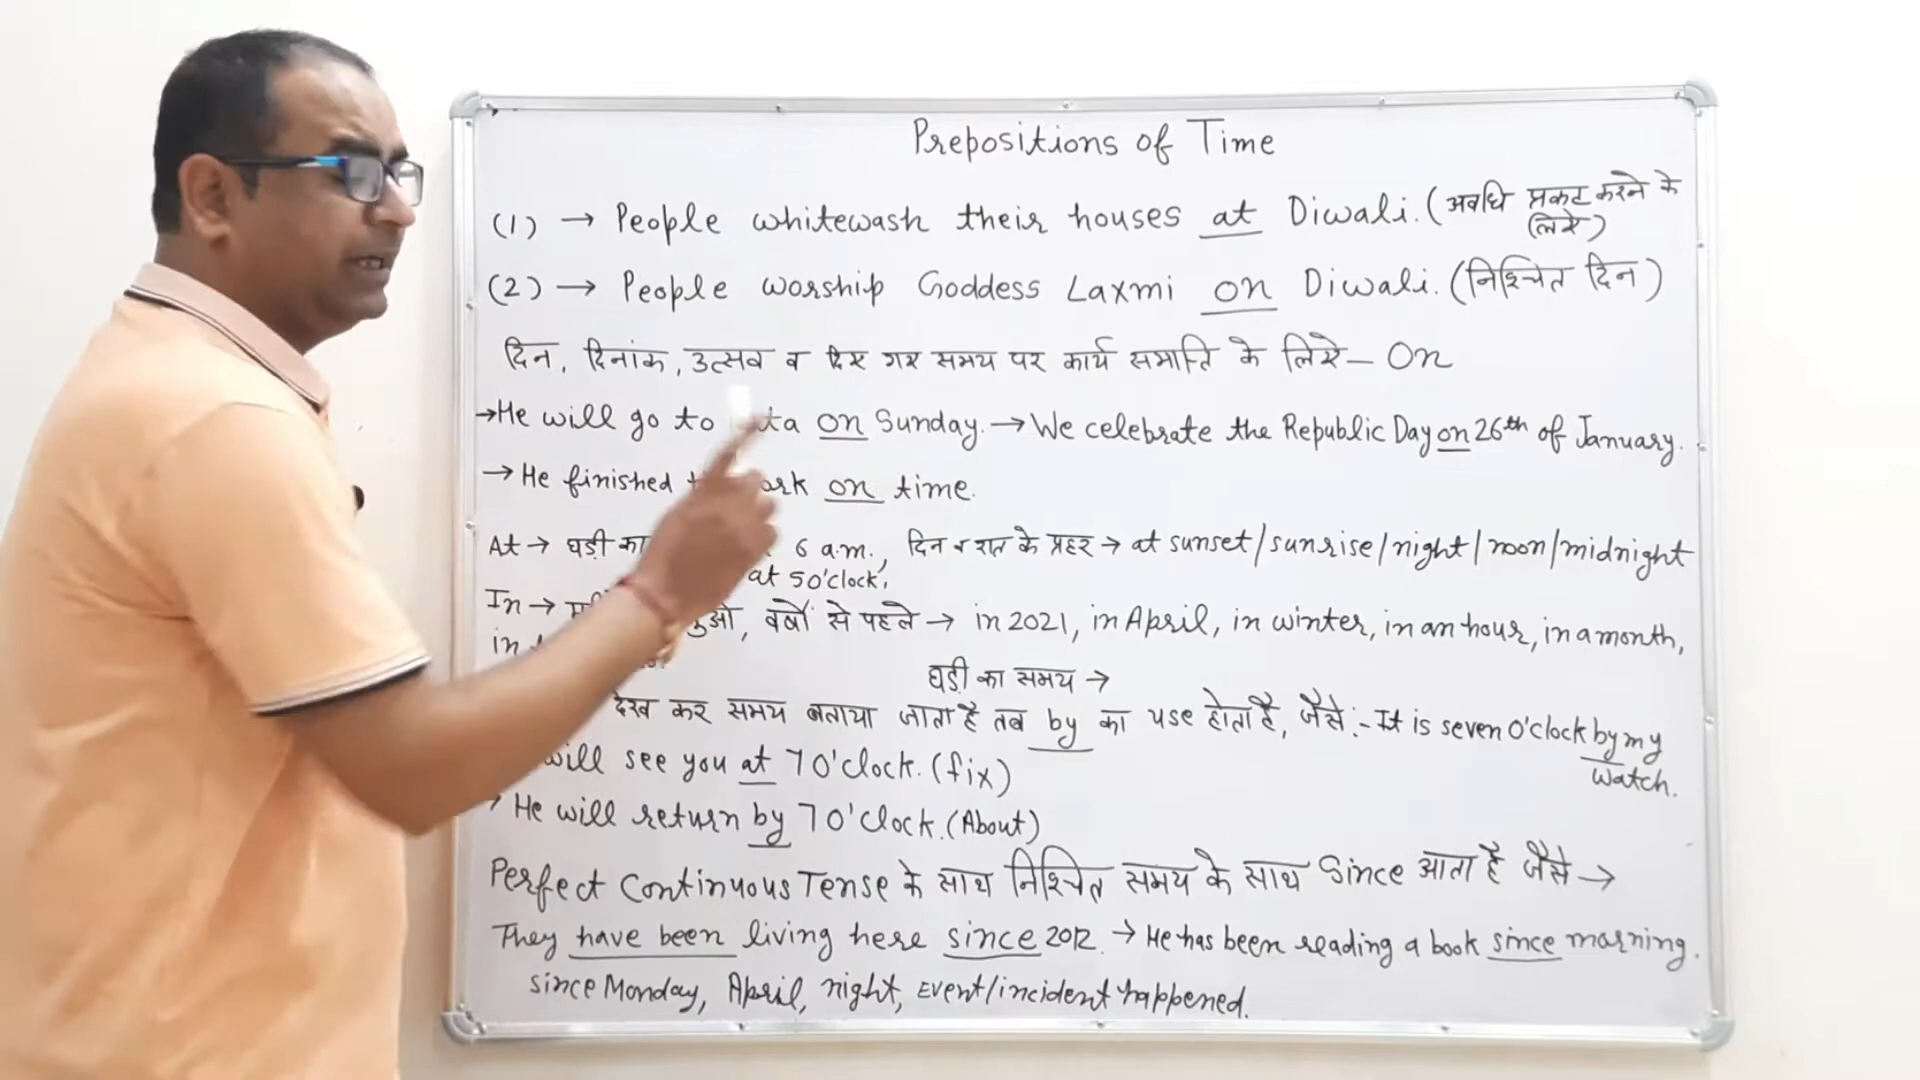 Prepositions of Time
(1) → People whitewash their houses at Diwali. (अवधि प्रकट करने के लिये)
(2) → People worship Goddess Laxmi on Diwali. (निश्चित दिन)
दिन, दिनांक, उत्सव व दिए गए समय पर कार्य समाप्ति के लिये – On
→ He will go to on Sunday. → We celebrate the Republic Day on 26th of January.
→ He finished on time.
At → घड़ी का 6 a.m., दिन व रात के प्रहर → at sunset/sunrise/night/noon/midnight
at 5 o'clock,
In → वर्षों से पहले → in 2021, in April, in winter, in an hour, in a month,
in
घड़ी का समय →
देख कर समय बताया जाता है तब by का use होता है, जैसे:- It is seven O'clock by my watch.
will see you at 7 O'clock. (fix)
He will return by 7 O'clock. (About)
Perfect Continuous Tense के साथ निश्चित समय के साथ Since आता है जैसे →
They have been living here since 2012. → He has been reading a book since marning.
since Monday, April, night, Event/incident happened.